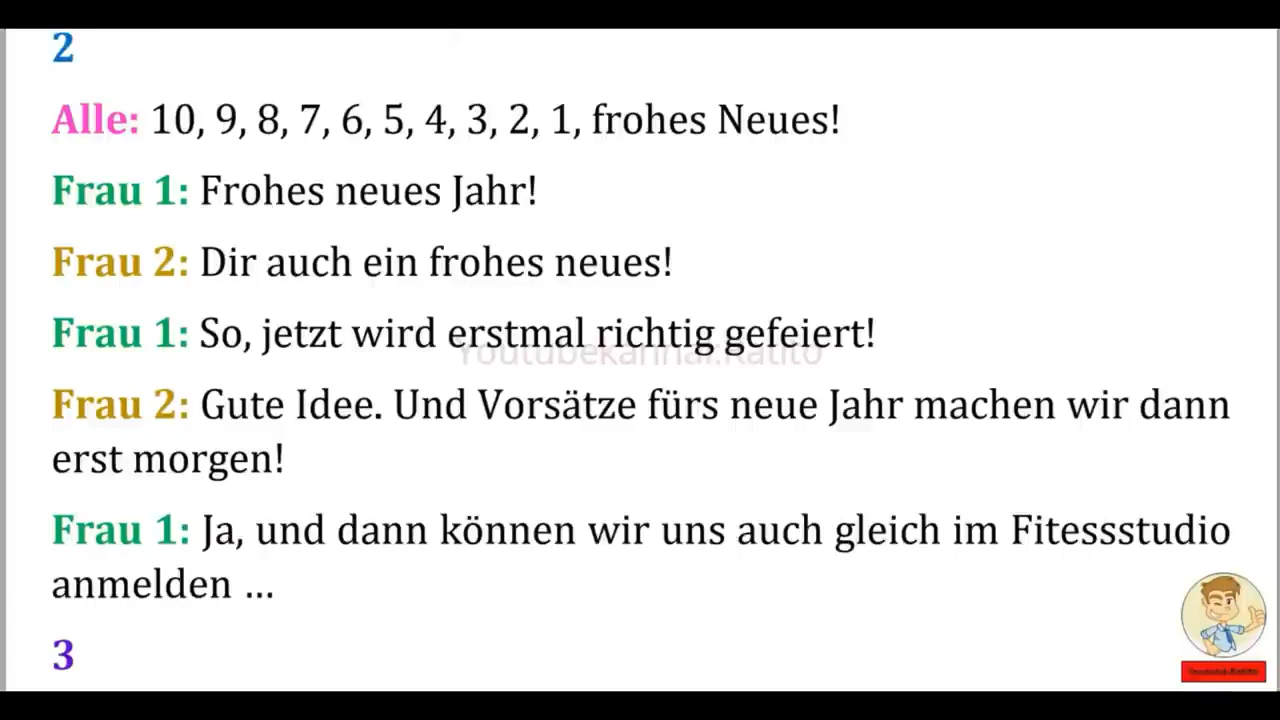 2
Alle: 10, 9, 8, 7, 6, 5, 4, 3, 2, 1, frohes Neues!
Frau 1: Frohes neues Jahr!
Frau 2: Dir auch ein frohes neues!
Frau 1: So, jetzt wird erstmal richtig gefeiert!
Youtubekannal:Ratito
Frau 2: Gute Idee. Und Vorsätze fürs neue Jahr machen wir dann
erst morgen!
Frau 1: Ja, und dann können wir uns auch gleich im Fitessstudio
anmelden ...
3